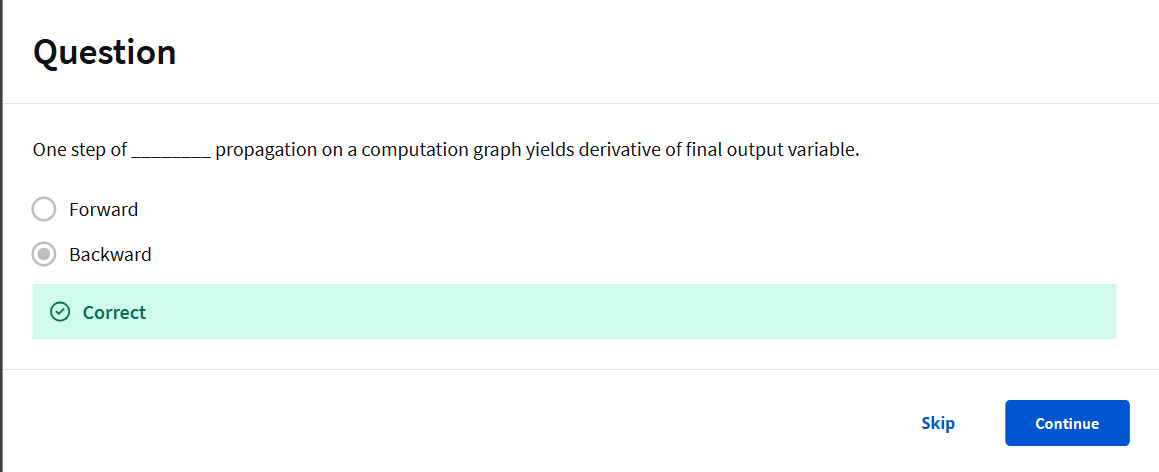 Question
One step of ________ propagation on a computation graph yields derivative of final output variable.
Forward
Backward
Correct
Skip
Continue